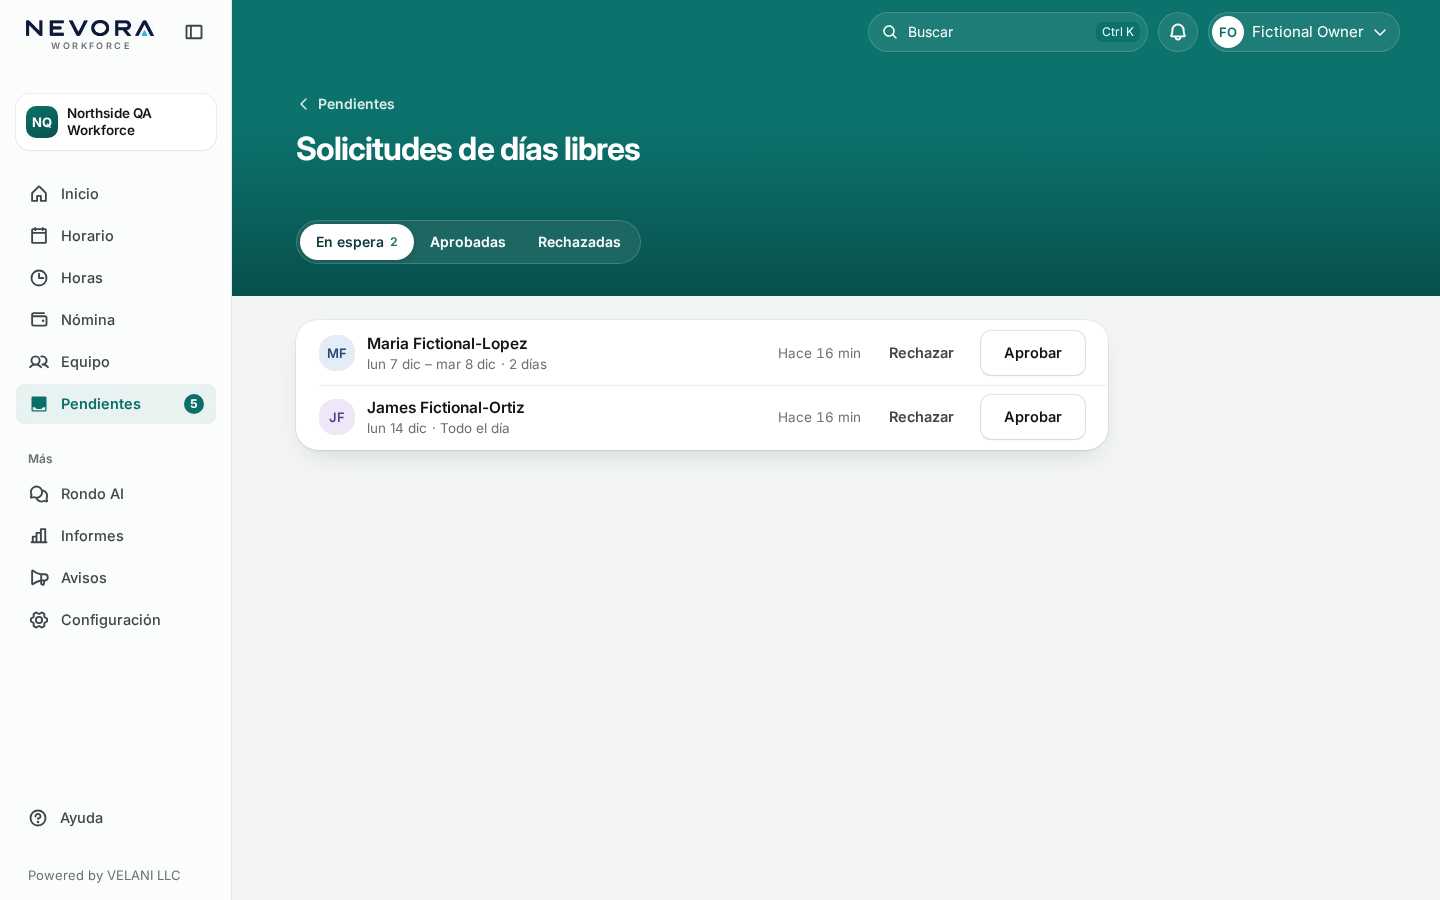 NEVORA
WORKFORCE
Buscar
Ctrl K
FO
Fictional Owner
NQ
Northside QA
Workforce
Inicio
Horario
Horas
Nómina
Equipo
Pendientes
5
Más
Rondo AI
Informes
Avisos
Configuración
Ayuda
Powered by VELANI LLC
Pendientes
Solicitudes de días libres
En espera 2
Aprobadas
Rechazadas
MF
Maria Fictional-Lopez
lun 7 dic – mar 8 dic · 2 días
Hace 16 min
Rechazar
Aprobar
JF
James Fictional-Ortiz
lun 14 dic · Todo el día
Hace 16 min
Rechazar
Aprobar